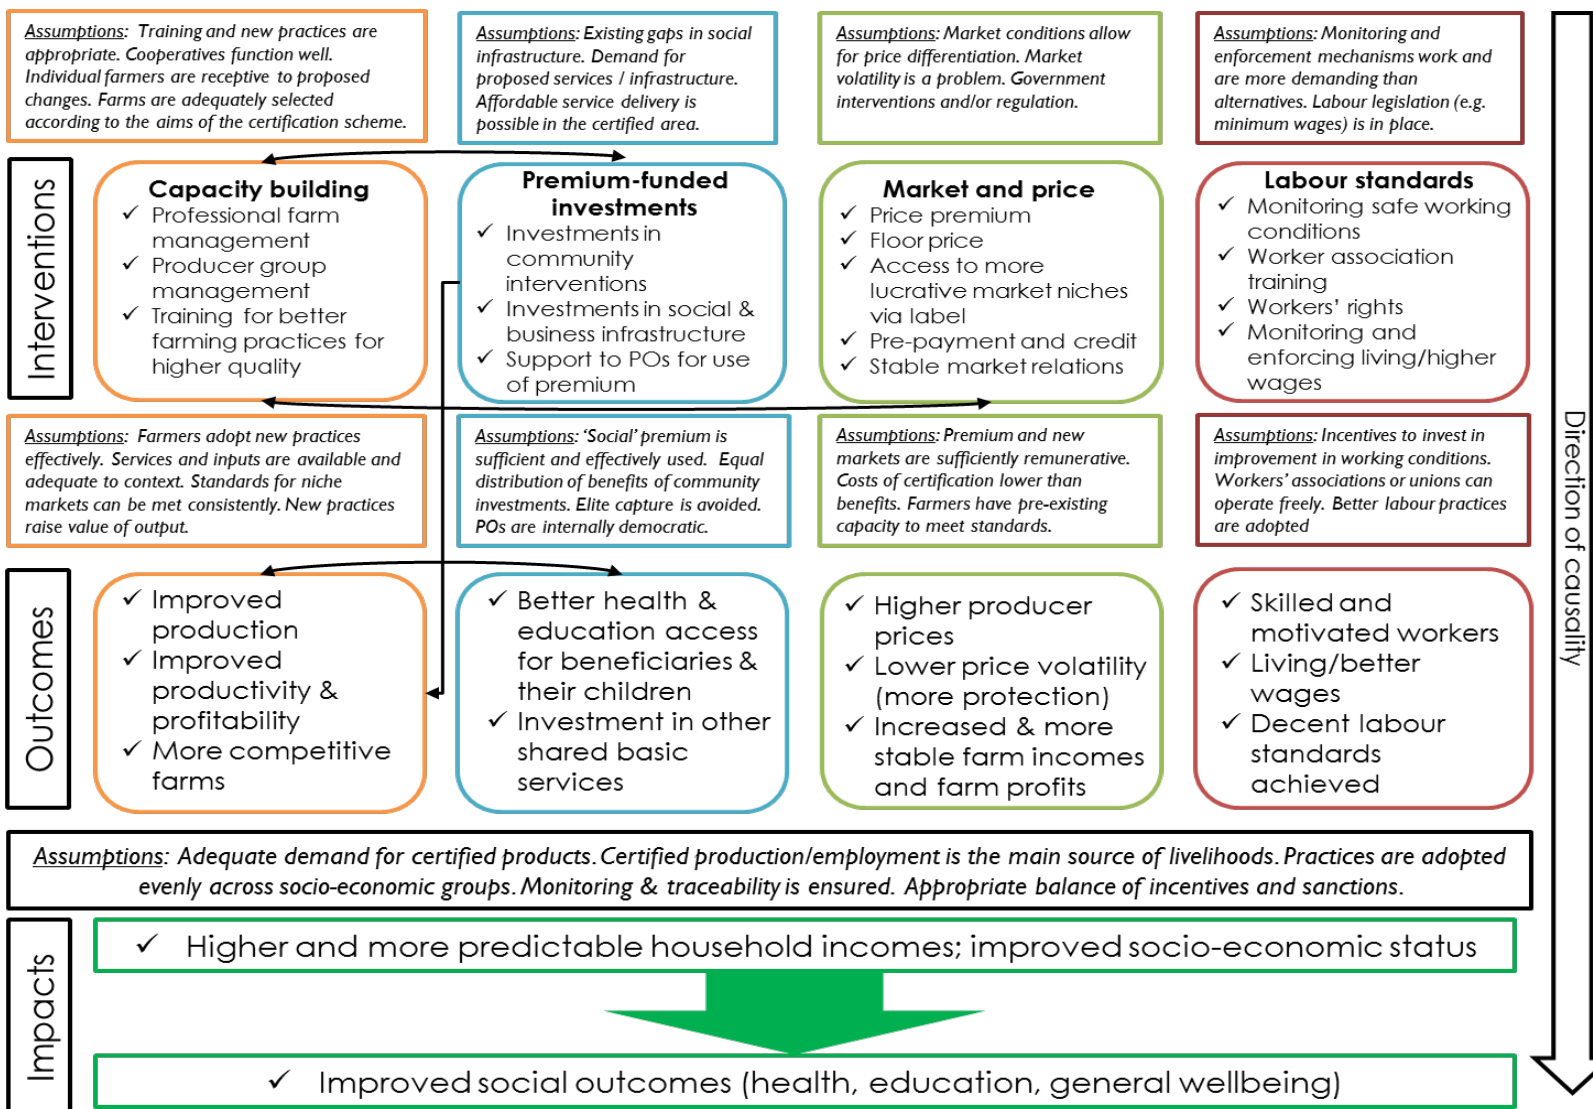 Assumptions: Training and new practices are
appropriate. Cooperatives function well.
Individual farmers are receptive to proposed
changes. Farms are adequately selected
according to the aims of the certification scheme.
Assumptions: Existing gaps in social
infrastructure. Demand for
proposed services / infrastructure.
Affordable service delivery is
possible in the certified area.
Assumptions: Market conditions allow
for price differentiation. Market
volatility is a problem. Government
interventions and/or regulation.
Assumptions: Monitoring and
enforcement mechanisms work and
are more demanding than
alternatives. Labour legislation (e.g.
minimum wages) is in place.
Interventions
Capacity building
✓ Professional farm
management
✓ Producer group
management
✓ Training for better
farming practices for
higher quality
Premium-funded
investments
✓ Investments in
community
interventions
✓ Investments in social &
business infrastructure
✓ Support to POs for use
of premium
Market and price
✓ Price premium
✓ Floor price
✓ Access to more
lucrative market niches
via label
✓ Pre-payment and credit
✓ Stable market relations
Labour standards
✓ Monitoring safe working
conditions
✓ Worker association
training
✓ Workers' rights
✓ Monitoring and
enforcing living/higher
wages
Assumptions: Farmers adopt new practices
effectively. Services and inputs are available and
adequate to context. Standards for niche
markets can be met consistently. New practices
raise value of output.
Assumptions: 'Social' premium is
sufficient and effectively used. Equal
distribution of benefits of community
investments. Elite capture is avoided.
POs are internally democratic.
Assumptions: Premium and new
markets are sufficiently remunerative.
Costs of certification lower than
benefits. Farmers have pre-existing
capacity to meet standards.
Assumptions: Incentives to invest in
improvement in working conditions.
Workers' associations or unions can
operate freely. Better labour practices
are adopted
Direction of causality
Outcomes
✓ Improved
production
✓ Improved
productivity &
profitability
✓ More competitive
farms
✓ Better health &
education access
for beneficiaries &
their children
✓ Investment in other
shared basic
services
✓ Higher producer
prices
✓ Lower price volatility
(more protection)
✓ Increased & more
stable farm incomes
and farm profits
✓ Skilled and
motivated workers
✓ Living/better
wages
✓ Decent labour
standards
achieved
Assumptions: Adequate demand for certified products. Certified production/employment is the main source of livelihoods. Practices are adopted
evenly across socio-economic groups. Monitoring & traceability is ensured. Appropriate balance of incentives and sanctions.
Impacts
✓ Higher and more predictable household incomes; improved socio-economic status
✓ Improved social outcomes (health, education, general wellbeing)